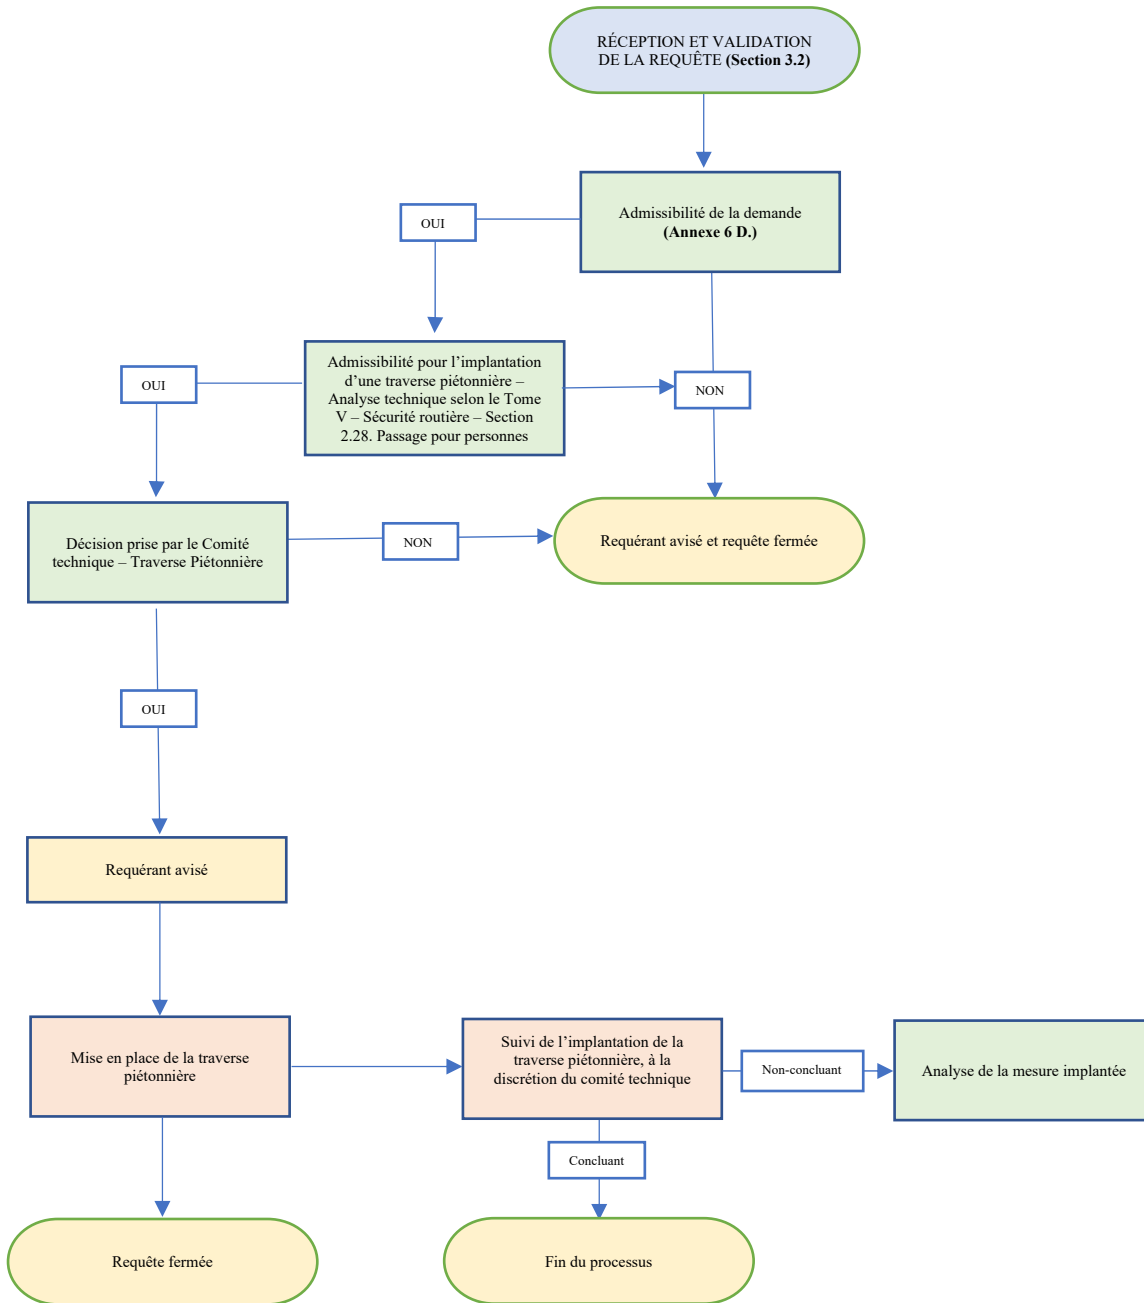 RÉCEPTION ET VALIDATION
DE LA REQUÊTE (Section 3.2)
Admissibilité de la demande
(Annexe 6 D.)
OUI
Admissibilité pour l’implantation
d’une traverse piétonnière –
Analyse technique selon le Tome
V – Sécurité routière – Section
2.28. Passage pour personnes
OUI
NON
Décision prise par le Comité
technique – Traverse Piétonnière
NON
Requérant avisé et requête fermée
OUI
Requérant avisé
Mise en place de la traverse
piétonnière
Suivi de l’implantation de la
traverse piétonnière, à la
discrétion du comité technique
Non-concluant
Analyse de la mesure implantée
Concluant
Requête fermée
Fin du processus